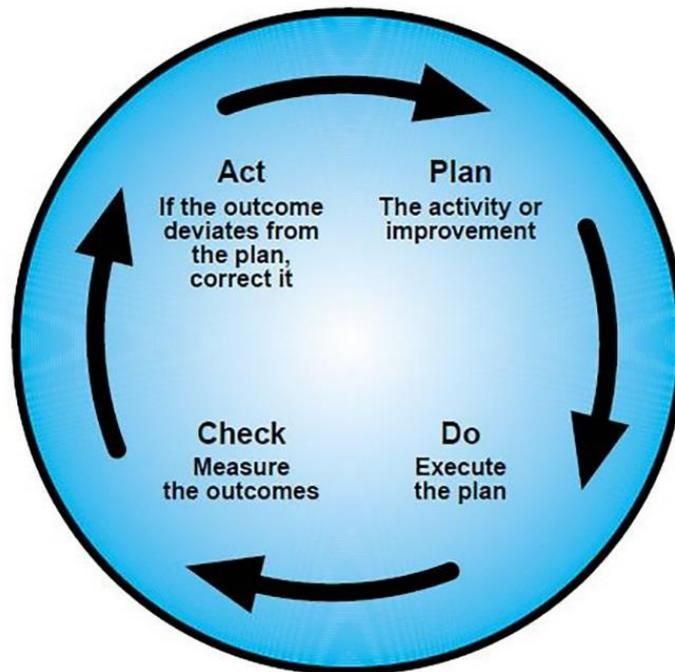 Act
If the outcome
deviates from
the plan,
correct it
Plan
The activity or
improvement
Check
Measure
the outcomes
Do
Execute
the plan